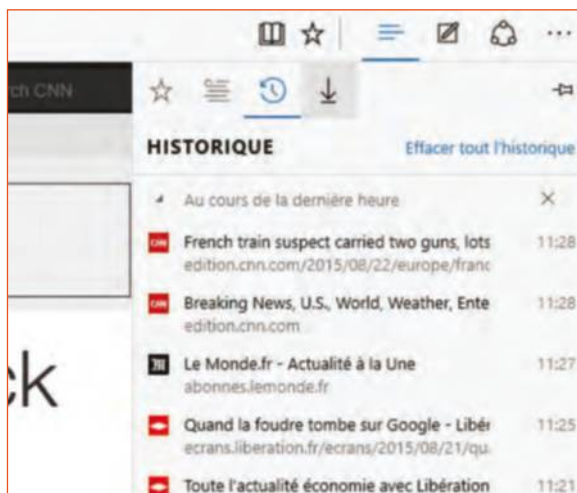 rch CNN
HISTORIQUE Effacer tout l'historique
Au cours de la dernière heure
CNN French train suspect carried two guns, lots 11:28
edition.cnn.com/2015/08/22/europe/franc
CNN Breaking News, U.S., World, Weather, Ente 11:28
edition.cnn.com
M Le Monde.fr - Actualité à la Une 11:27
abonnes.lemonde.fr
Quand la foudre tombe sur Google - Libér 11:25
ecrans.liberation.fr/ecrans/2015/08/21/qu.
ck
Toute l'actualité économie avec Libération 11:21